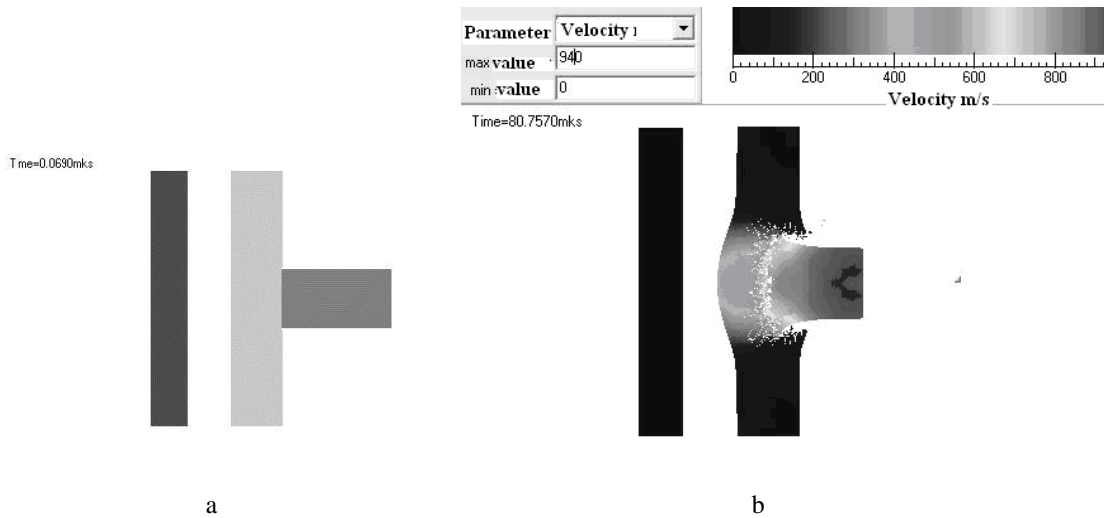 Parameter Velocity
max value 940
min value 0
0 200 400 600 800
Velocity m/s
Time=80.7570mks
Tme=0.0690mks
a b